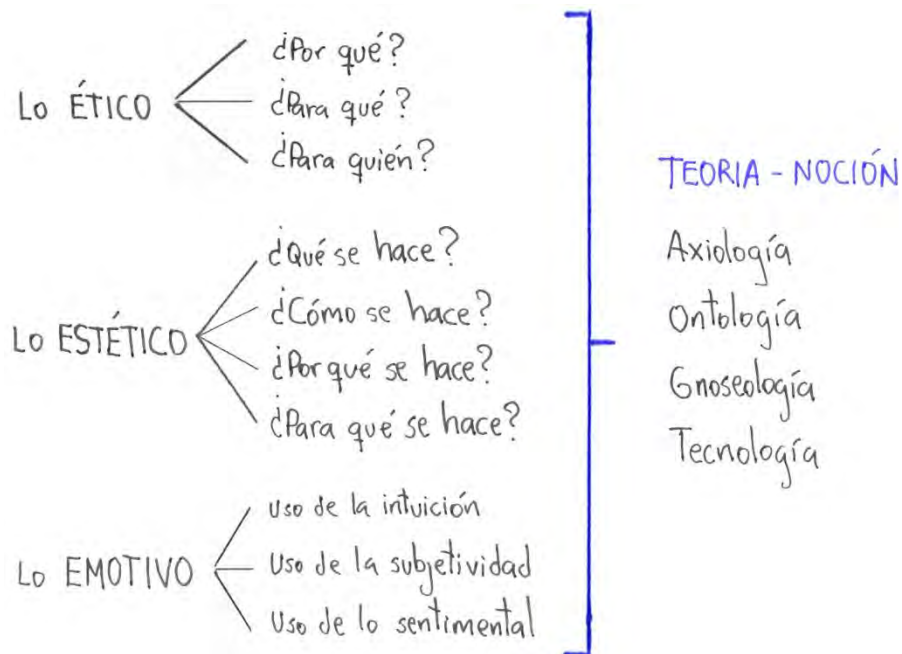 Lo ÉTICO
¿Por qué?
¿Para qué?
¿Para quién?
Lo ESTÉTICO
¿Qué se hace?
¿Cómo se hace?
¿Por qué se hace?
¿Para qué se hace?
Lo EMOTIVO
Uso de la intuición
Uso de la subjetividad
Uso de lo sentimental
TEORIA - NOCIÓN
Axiología
Ontología
Gnoseología
Tecnología